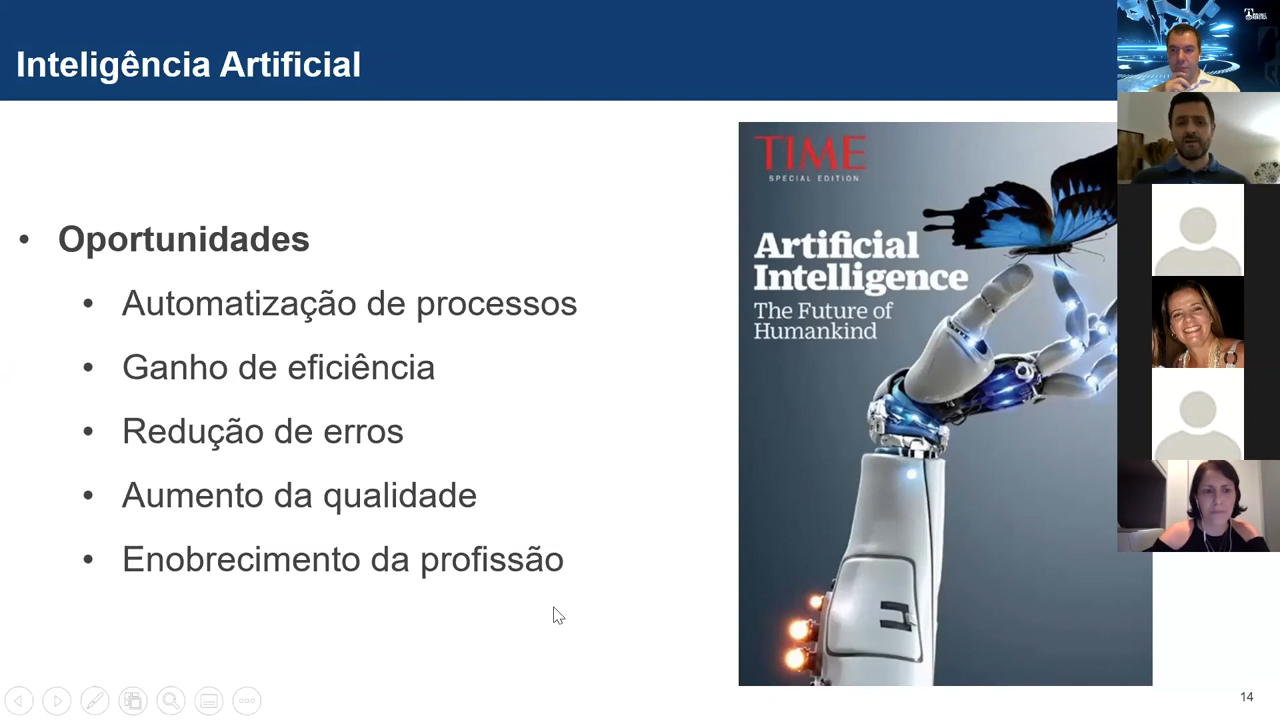 Inteligência Artificial
• Oportunidades
• Automatização de processos
• Ganho de eficiência
• Redução de erros
• Aumento da qualidade
• Enobrecimento da profissão
TIME
SPECIAL EDITION
Artificial
Intelligence
The Future of
Humankind
14